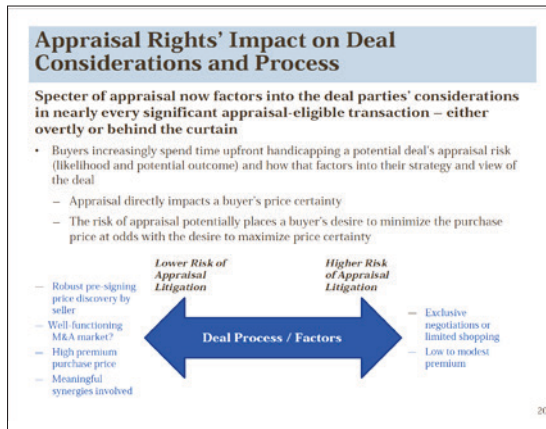 Appraisal Rights' Impact on Deal
Considerations and Process
Specter of appraisal now factors into the deal parties' considerations
in nearly every significant appraisal-eligible transaction – either
overtly or behind the curtain
• Buyers increasingly spend time upfront handicapping a potential deal's appraisal risk
(likelihood and potential outcome) and how that factors into their strategy and view of
the deal
– Appraisal directly impacts a buyer's price certainty
– The risk of appraisal potentially places a buyer's desire to minimize the purchase
price at odds with the desire to maximize price certainty
Lower Risk of
Appraisal
Litigation
Higher Risk
of Appraisal
Litigation
– Robust pre-signing
price discovery by
seller
– Well-functioning
M&A market?
– High premium
purchase price
– Meaningful
synergies involved
Deal Process / Factors
– Exclusive
negotiations or
limited shopping
– Low to modest
premium